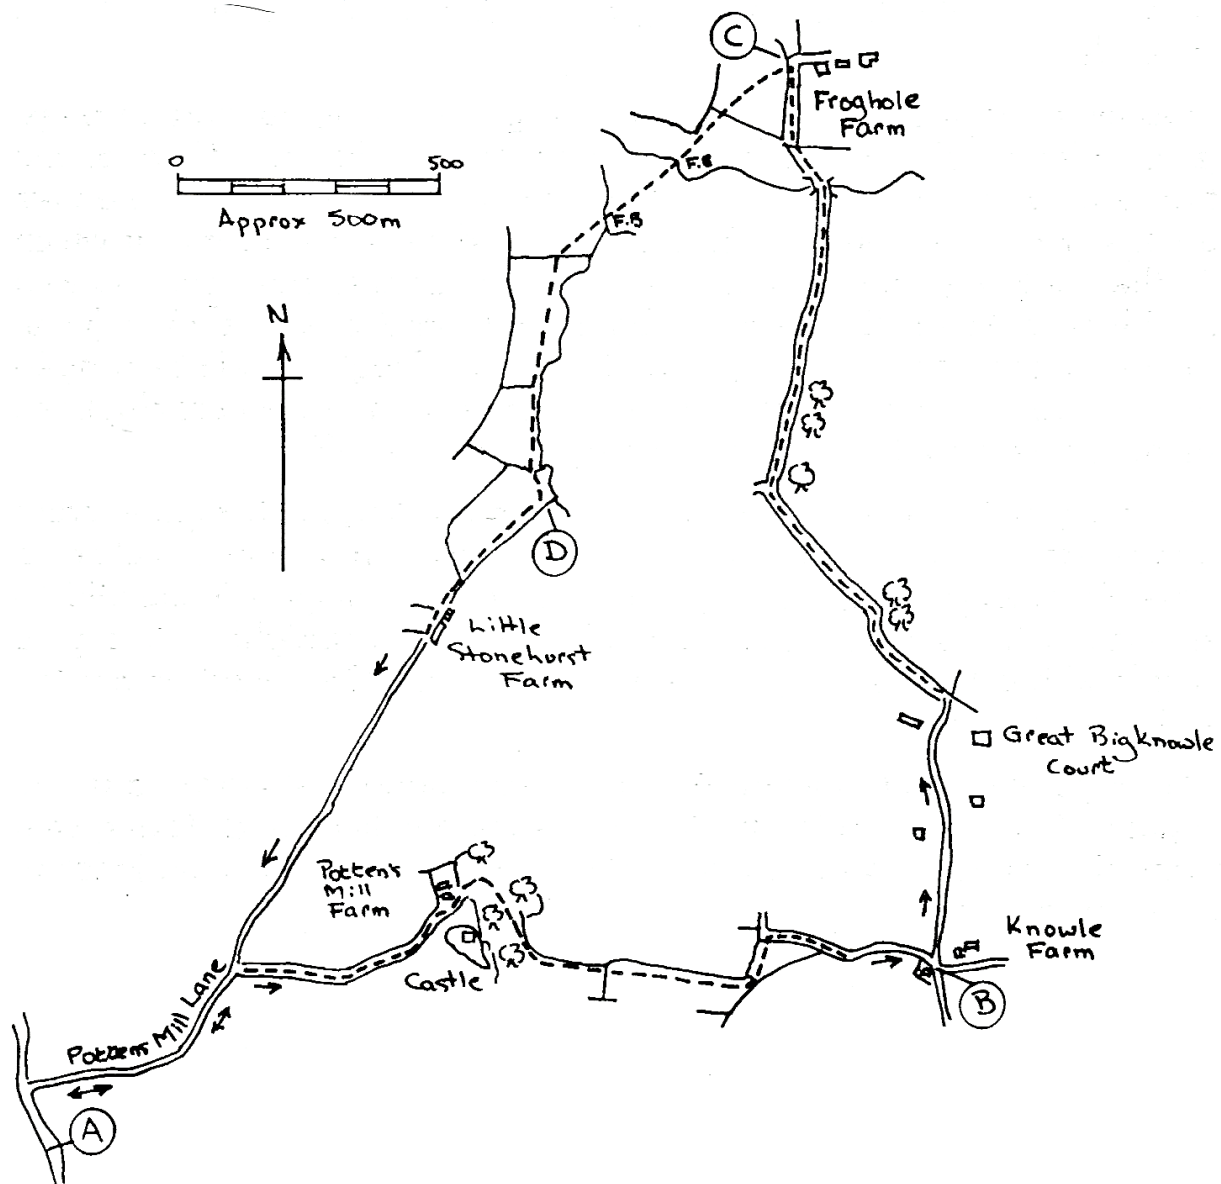 C
Froghole
Farm
0 500
Approx 500m
F.B
F.B
N
D
Little
Stonehurst
Farm
Great Bigknowle
Court
Potten's
Mill
Farm
Castle
Knowle
Farm
B
Pottens Mill Lane
A